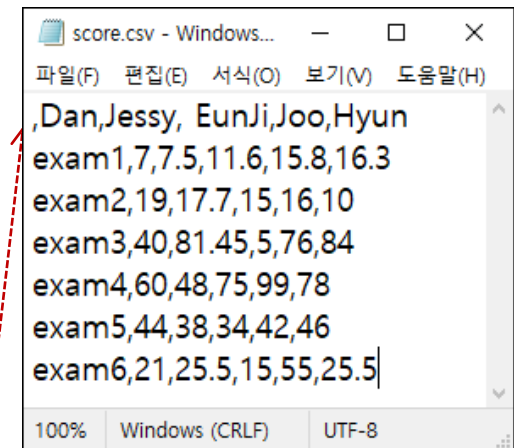 score.csv - Windows...
파일(F) 편집(E) 서식(O) 보기(V) 도움말(H)
,Dan,Jessy, EunJi,Joo,Hyun
exam1,7,7.5,11.6,15.8,16.3
exam2,19,17.7,15,16,10
exam3,40,81.45,5,76,84
exam4,60,48,75,99,78
exam5,44,38,34,42,46
exam6,21,25.5,15,55,25.5
100% Windows (CRLF) UTF-8